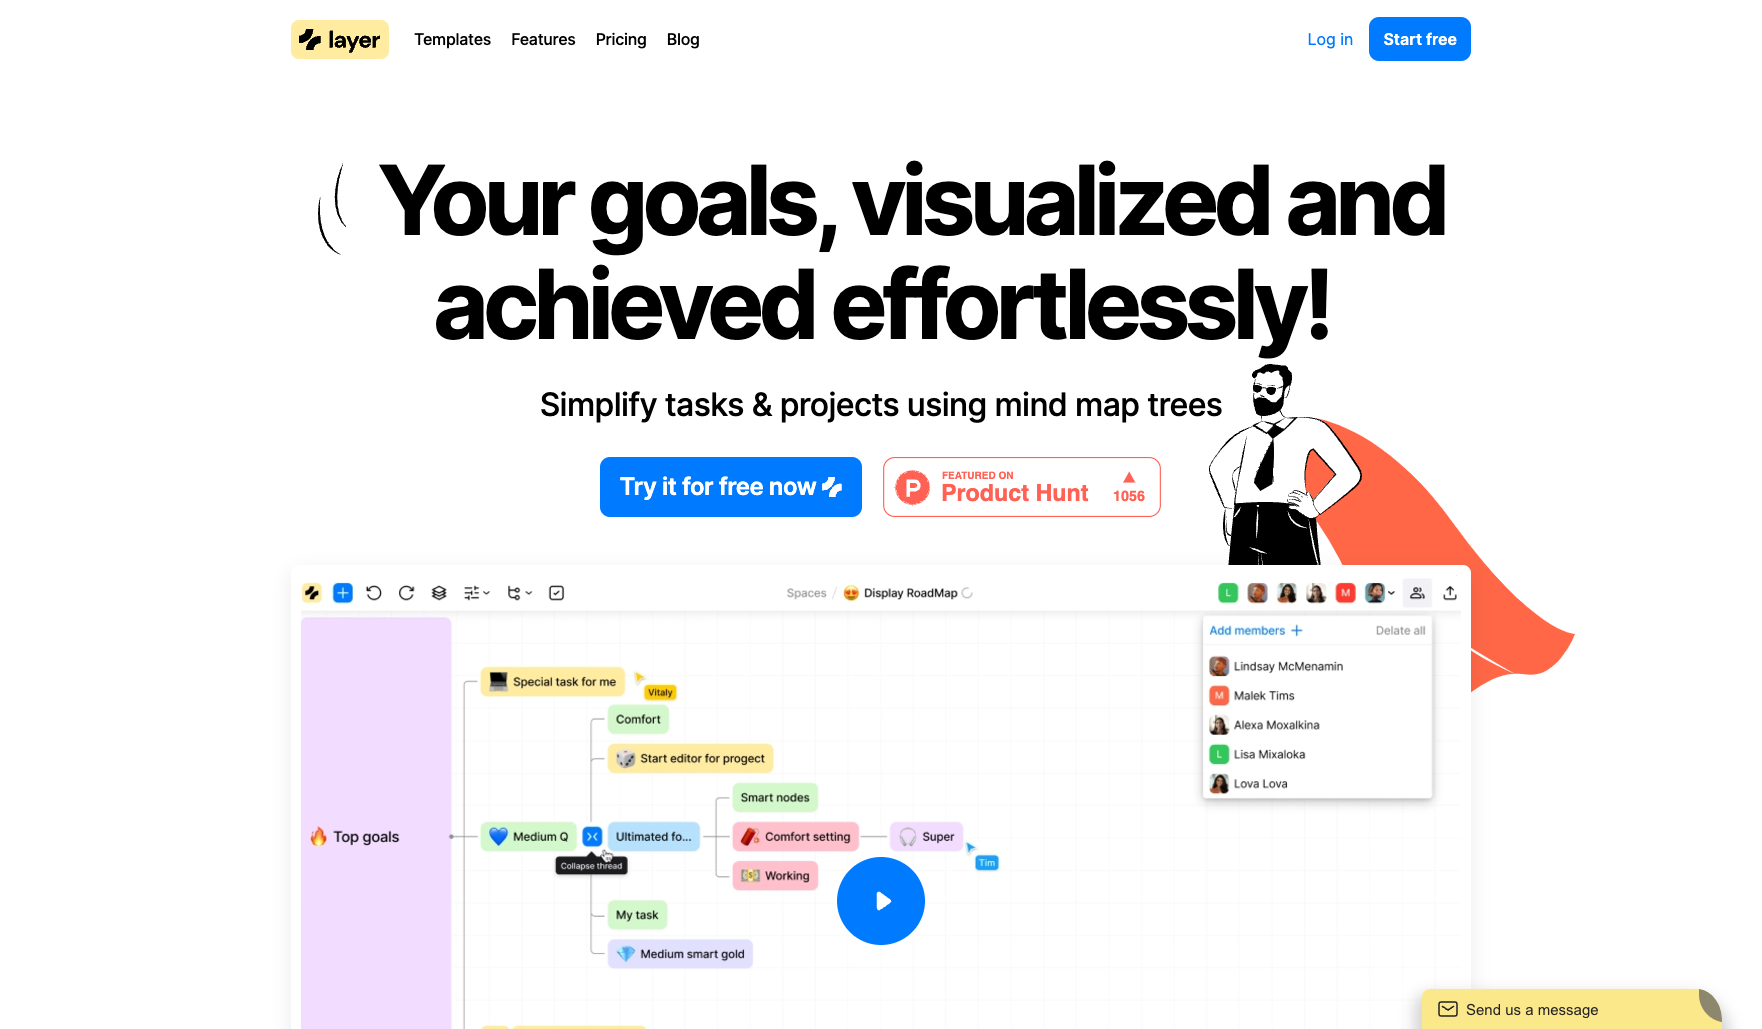 layer
Templates Features Pricing Blog
Log in
Start free
Your goals, visualized and
achieved effortlessly!
Simplify tasks & projects using mind map trees
Try it for free now
P
FEATURED ON
Product Hunt
1056
Spaces / Display RoadMap
L
M
Add members
Delate all
Lindsay McMenamin
M
Malek Tims
Alexa Moxalkina
L
Lisa Mixaloka
Lova Lova
Special task for me
Vitaly
Comfort
Start editor for progect
Smart nodes
Top goals
Medium Q
Ultimated fo...
Comfort setting
Super
Tim
Collapse thread
Working
My task
Medium smart gold
Send us a message